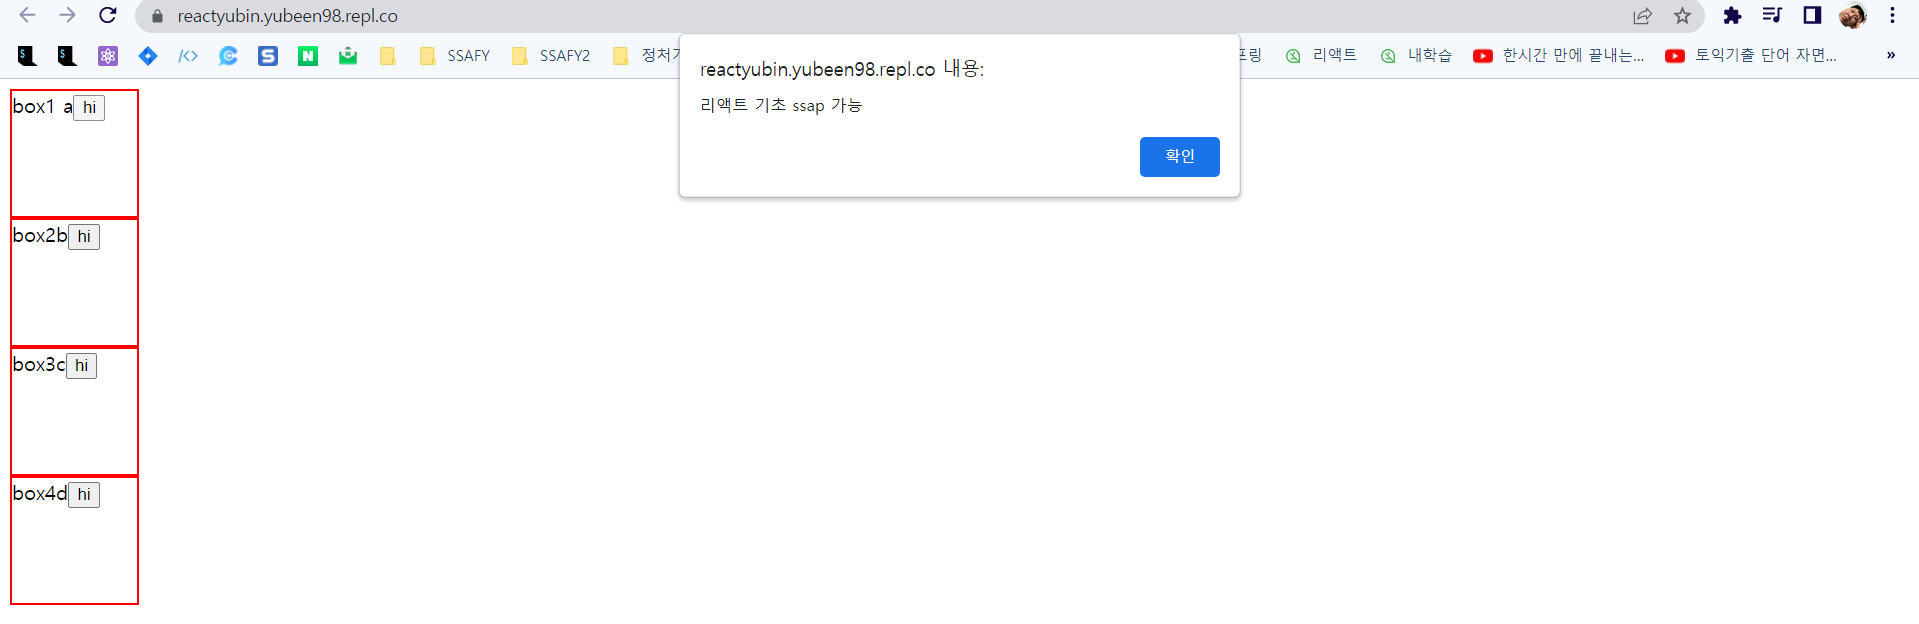 reactyubin.yubeen98.repl.co
SSAFY SSAFY2 정처 프링 리액트 내학습 한시간 만에 끝내는... 토익기출 단어 자면... »
reactyubin.yubeen98.repl.co 내용:
리액트 기초 ssap 가능
확인
box1 a hi
box2b hi
box3c hi
box4d hi